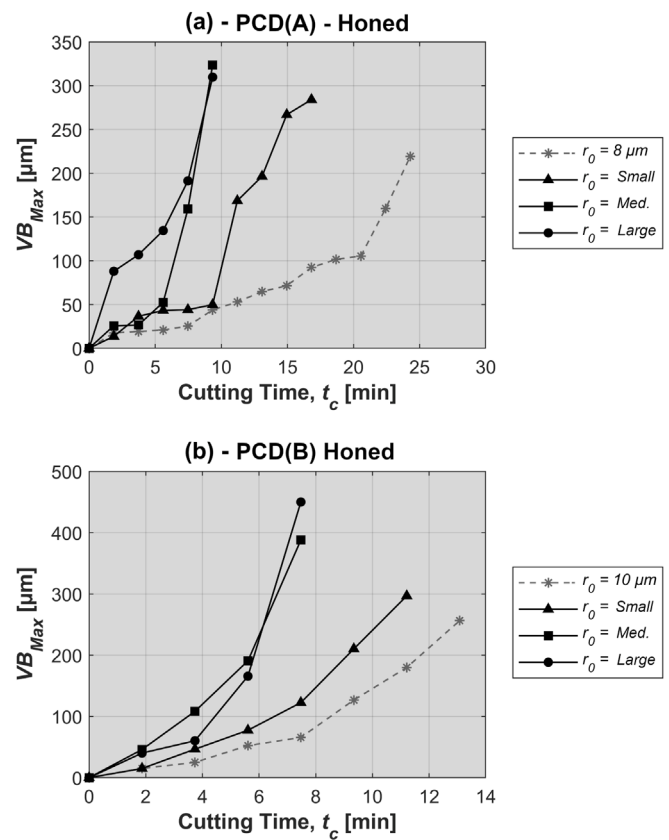 (a) - PCD(A) - Honed
350
300
250
200
150
100
50
0
VB_Max [µm]
0 5 10 15 20 25 30
Cutting Time, t_c [min]
r_0 = 8 µm
r_0 = Small
r_0 = Med.
r_0 = Large
(b) - PCD(B) Honed
500
400
300
200
100
0
VB_Max [µm]
0 2 4 6 8 10 12 14
Cutting Time, t_c [min]
r_0 = 10 µm
r_0 = Small
r_0 = Med.
r_0 = Large